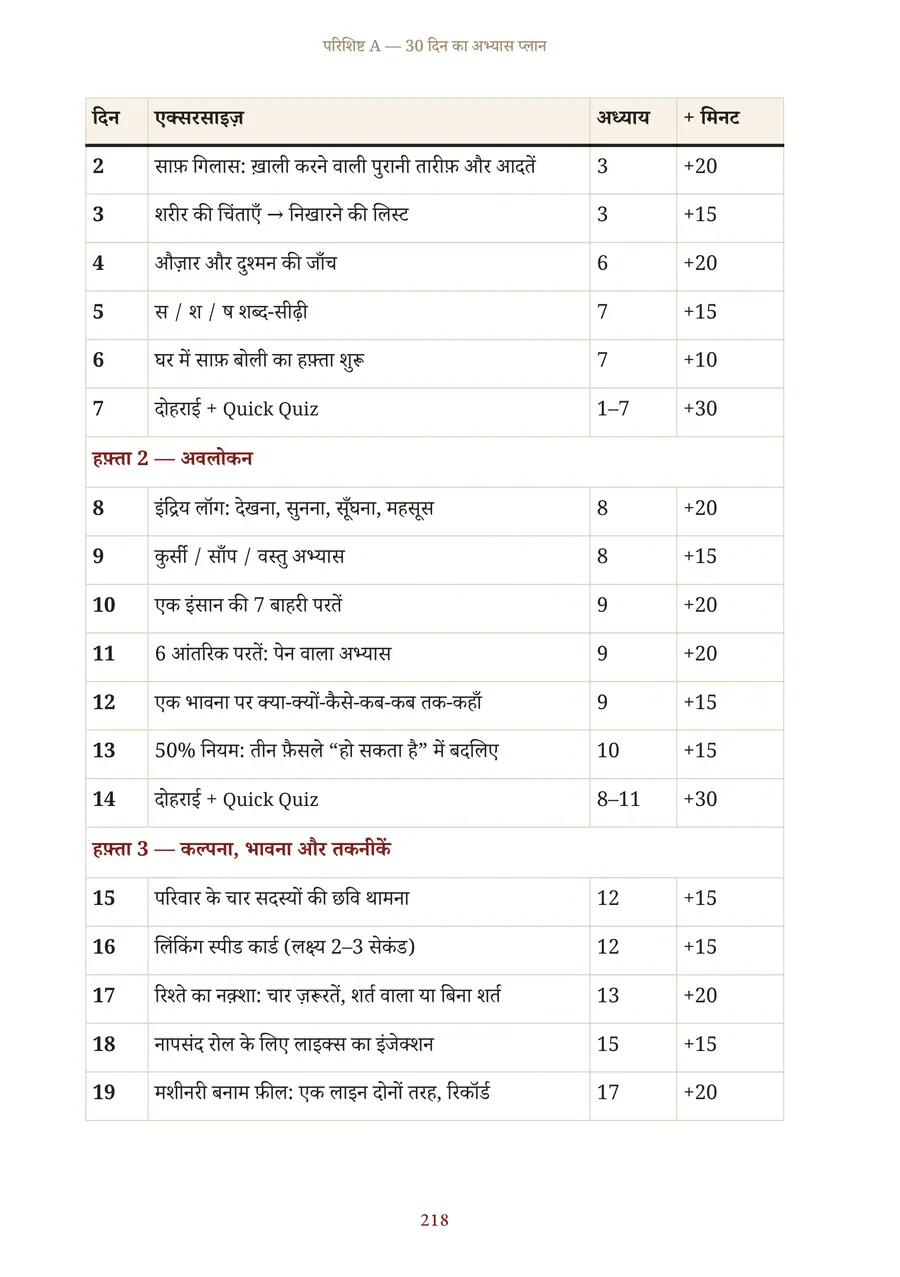 परिशिष्ट A — 30 दिन का अभ्यास प्लान
दिन एक्सरसाइज़ अध्याय + मिनट
2 साफ़ गिलास: ख़ाली करने वाली पुरानी तारीफ़ और आदतें 3 +20
3 शरीर की चिंताएँ → निखारने की लिस्ट 3 +15
4 औज़ार और दुश्मन की जाँच 6 +20
5 स / श / ष शब्द-सीढ़ी 7 +15
6 घर में साफ़ बोली का हफ़्ता शुरू 7 +10
7 दोहराई + Quick Quiz 1–7 +30
हफ़्ता 2 — अवलोकन
8 इंद्रिय लॉग: देखना, सुनना, सूँघना, महसूस 8 +20
9 कुर्सी / साँप / वस्तु अभ्यास 8 +15
10 एक इंसान की 7 बाहरी परतें 9 +20
11 6 आंतरिक परतें: पेन वाला अभ्यास 9 +20
12 एक भावना पर क्या-क्यों-कैसे-कब-कब तक-कहाँ 9 +15
13 50% नियम: तीन फ़ैसले “हो सकता है” में बदलिए 10 +15
14 दोहराई + Quick Quiz 8–11 +30
हफ़्ता 3 — कल्पना, भावना और तकनीकें
15 परिवार के चार सदस्यों की छवि थामना 12 +15
16 लिंकिंग स्पीड कार्ड (लक्ष्य 2–3 सेकंड) 12 +15
17 रिश्ते का नक़्शा: चार ज़रूरतें, शर्त वाला या बिना शर्त 13 +20
18 नापसंद रोल के लिए लाइक्स का इंजेक्शन 15 +15
19 मशीनरी बनाम फ़ील: एक लाइन दोनों तरह, रिकॉर्ड 17 +20
218